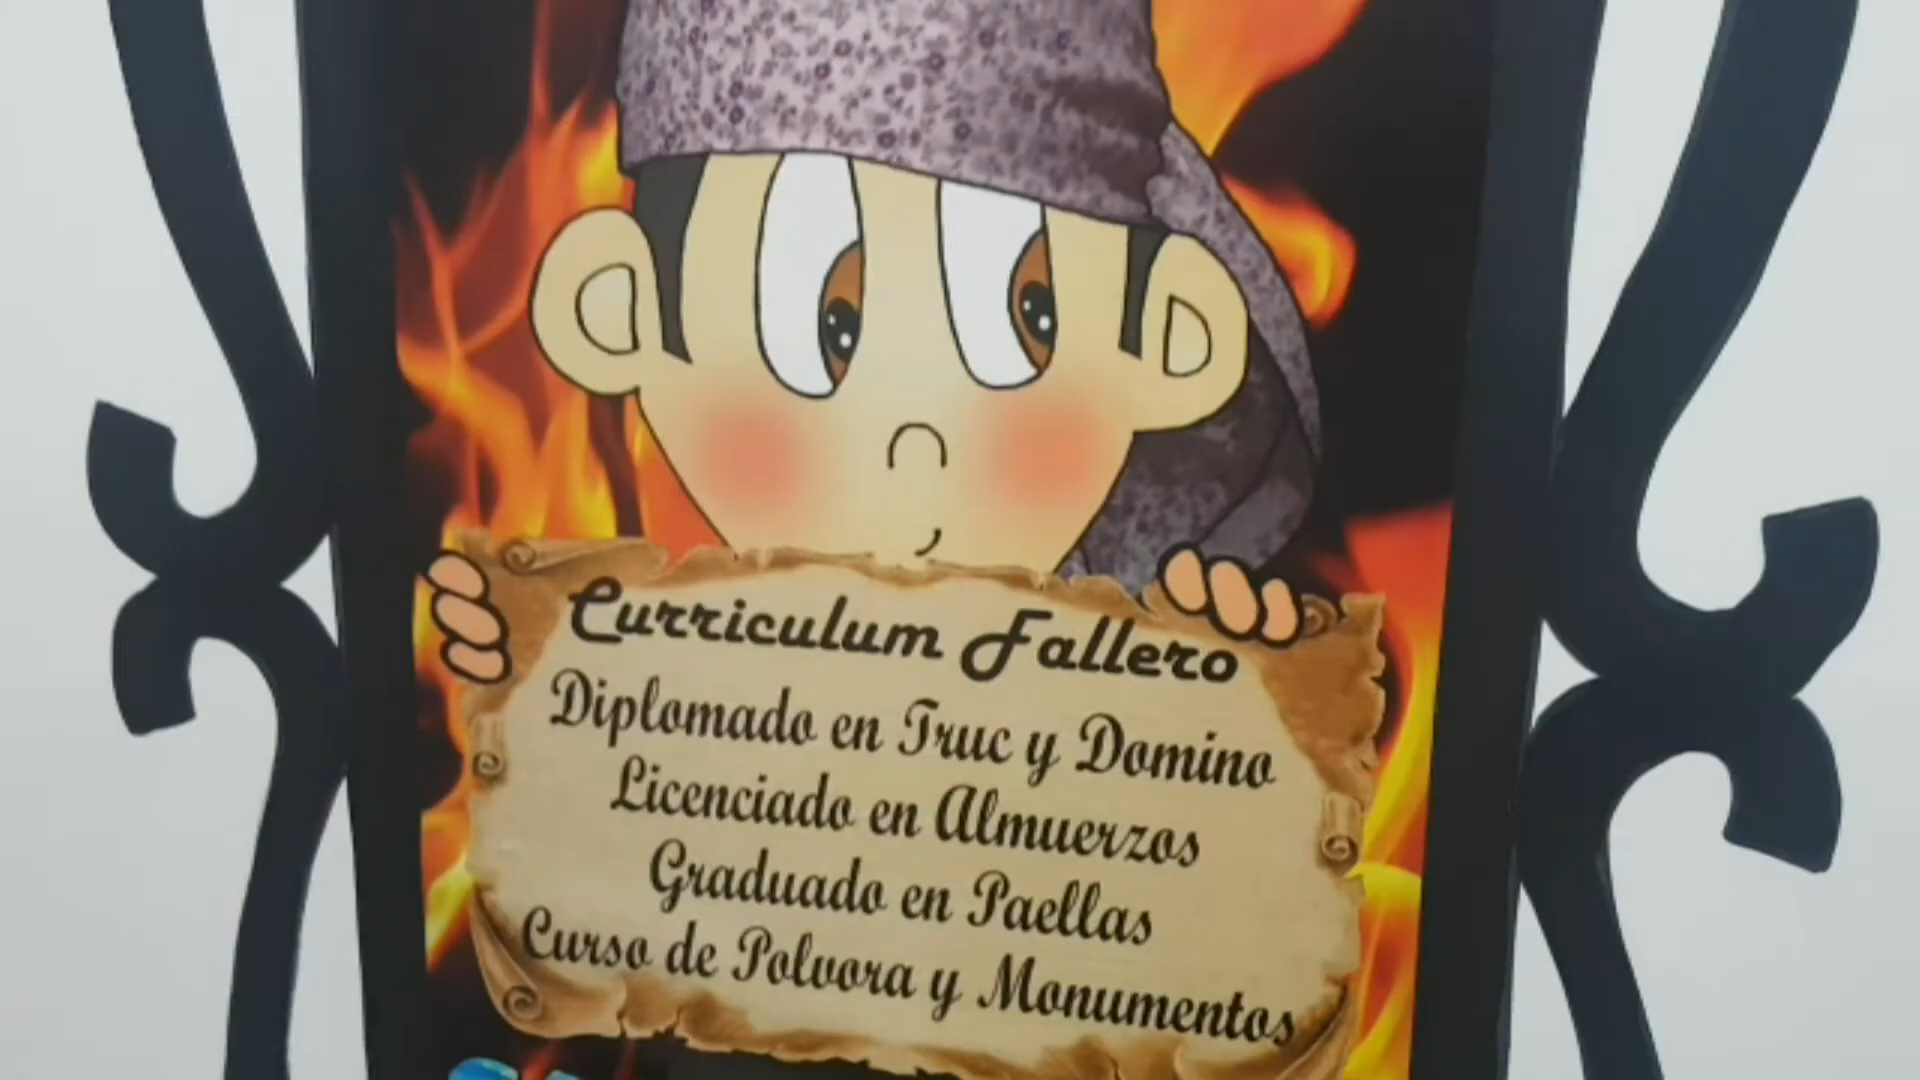 Curriculum Fallero
Diplomado en Truc y Domino
Licenciado en Almuerzos
Graduado en Paellas
Curso de Polvora y Monumentos